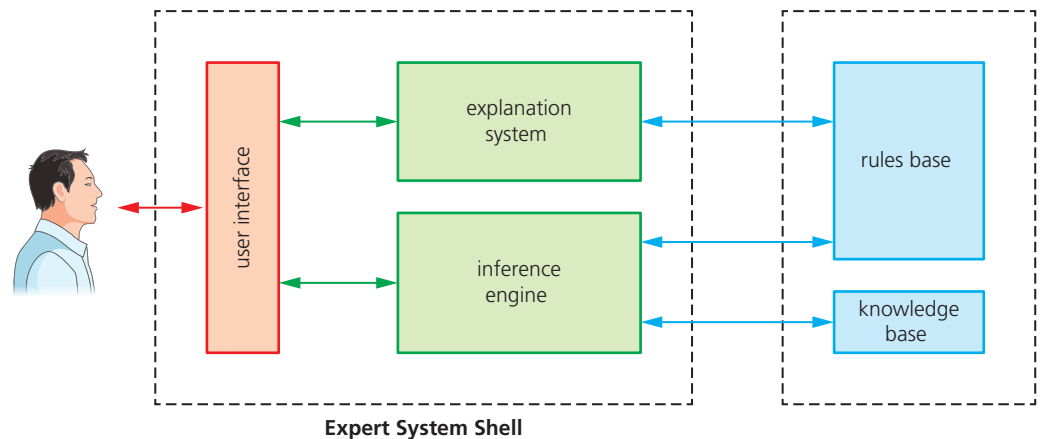 user interface
explanation
system
inference
engine
rules base
knowledge
base
Expert System Shell